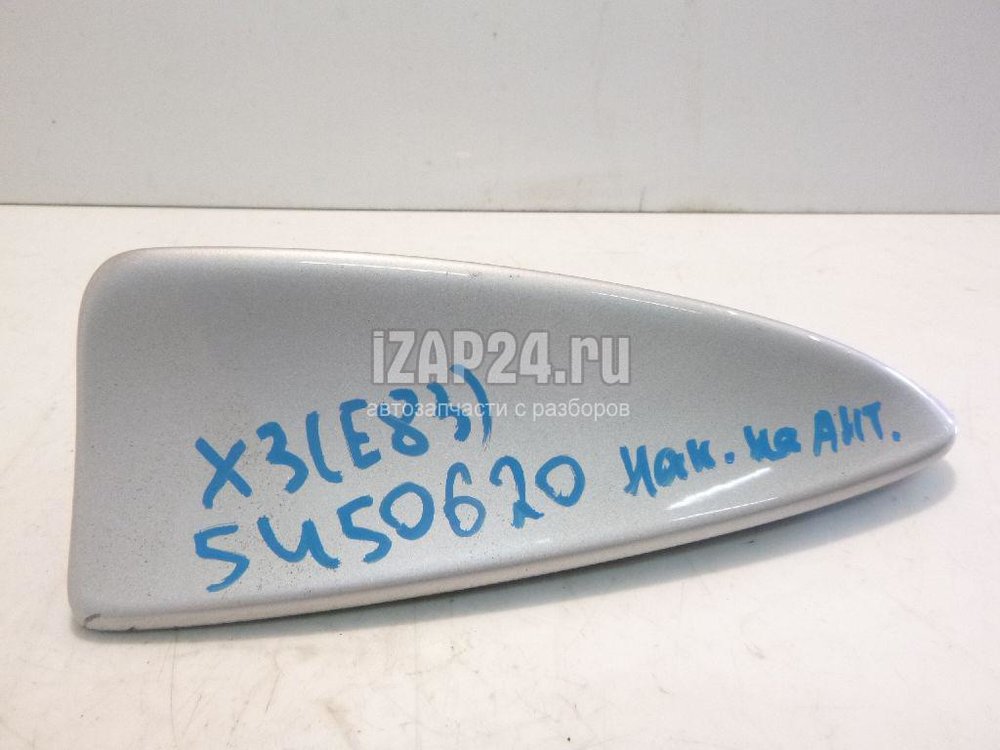 iZAP24.ru
автозапчасти с разборов
X3(E83)
5450620 Нак. на АНТ.